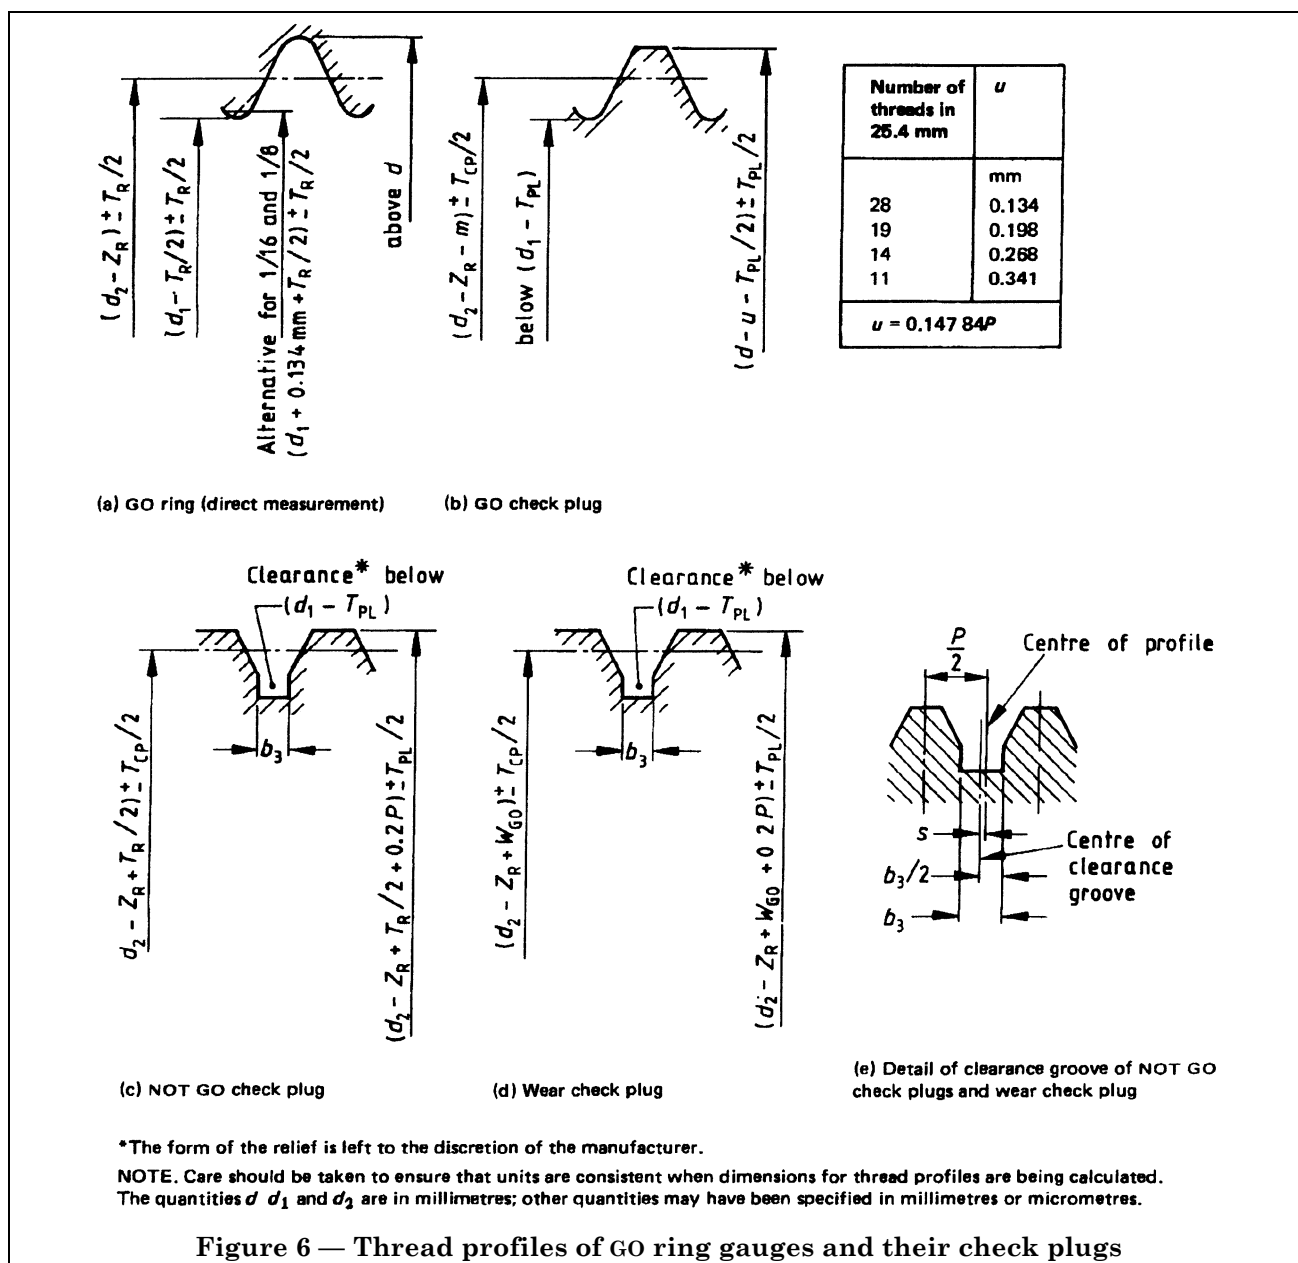 (d₂ − Z_R) ± T_R/2
(d₁ − T_R/2) ± T_R/2
Alternative for 1/16 and 1/8
(d₁ + 0.134 mm + T_R/2) ± T_R/2
above d
(d₂ − Z_R − m) ± T_CP/2
below (d₁ − T_PL)
(d − u − T_PL/2) ± T_PL/2
Number of threads in 25.4 mm u
mm
28 0.134
19 0.198
14 0.268
11 0.341
u = 0.147 84P
(a) GO ring (direct measurement)
(b) GO check plug
Clearance* below
(d₁ − T_PL)
d₂ − Z_R + T_R/2) ± T_CP/2
b₃
(d₂ − Z_R + T_R/2 + 0.2P) ± T_PL/2
Clearance* below
(d₁ − T_PL)
(d₂ − Z_R + W_GO) ± T_CP/2
b₃
(d₂ − Z_R + W_GO + 0 2P) ± T_PL/2
P/2
Centre of profile
s
b₃/2
b₃
Centre of
clearance
groove
(c) NOT GO check plug
(d) Wear check plug
(e) Detail of clearance groove of NOT GO
check plugs and wear check plug
*The form of the relief is left to the discretion of the manufacturer.
NOTE. Care should be taken to ensure that units are consistent when dimensions for thread profiles are being calculated.
The quantities d d₁ and d₂ are in millimetres; other quantities may have been specified in millimetres or micrometres.
Figure 6 — Thread profiles of GO ring gauges and their check plugs